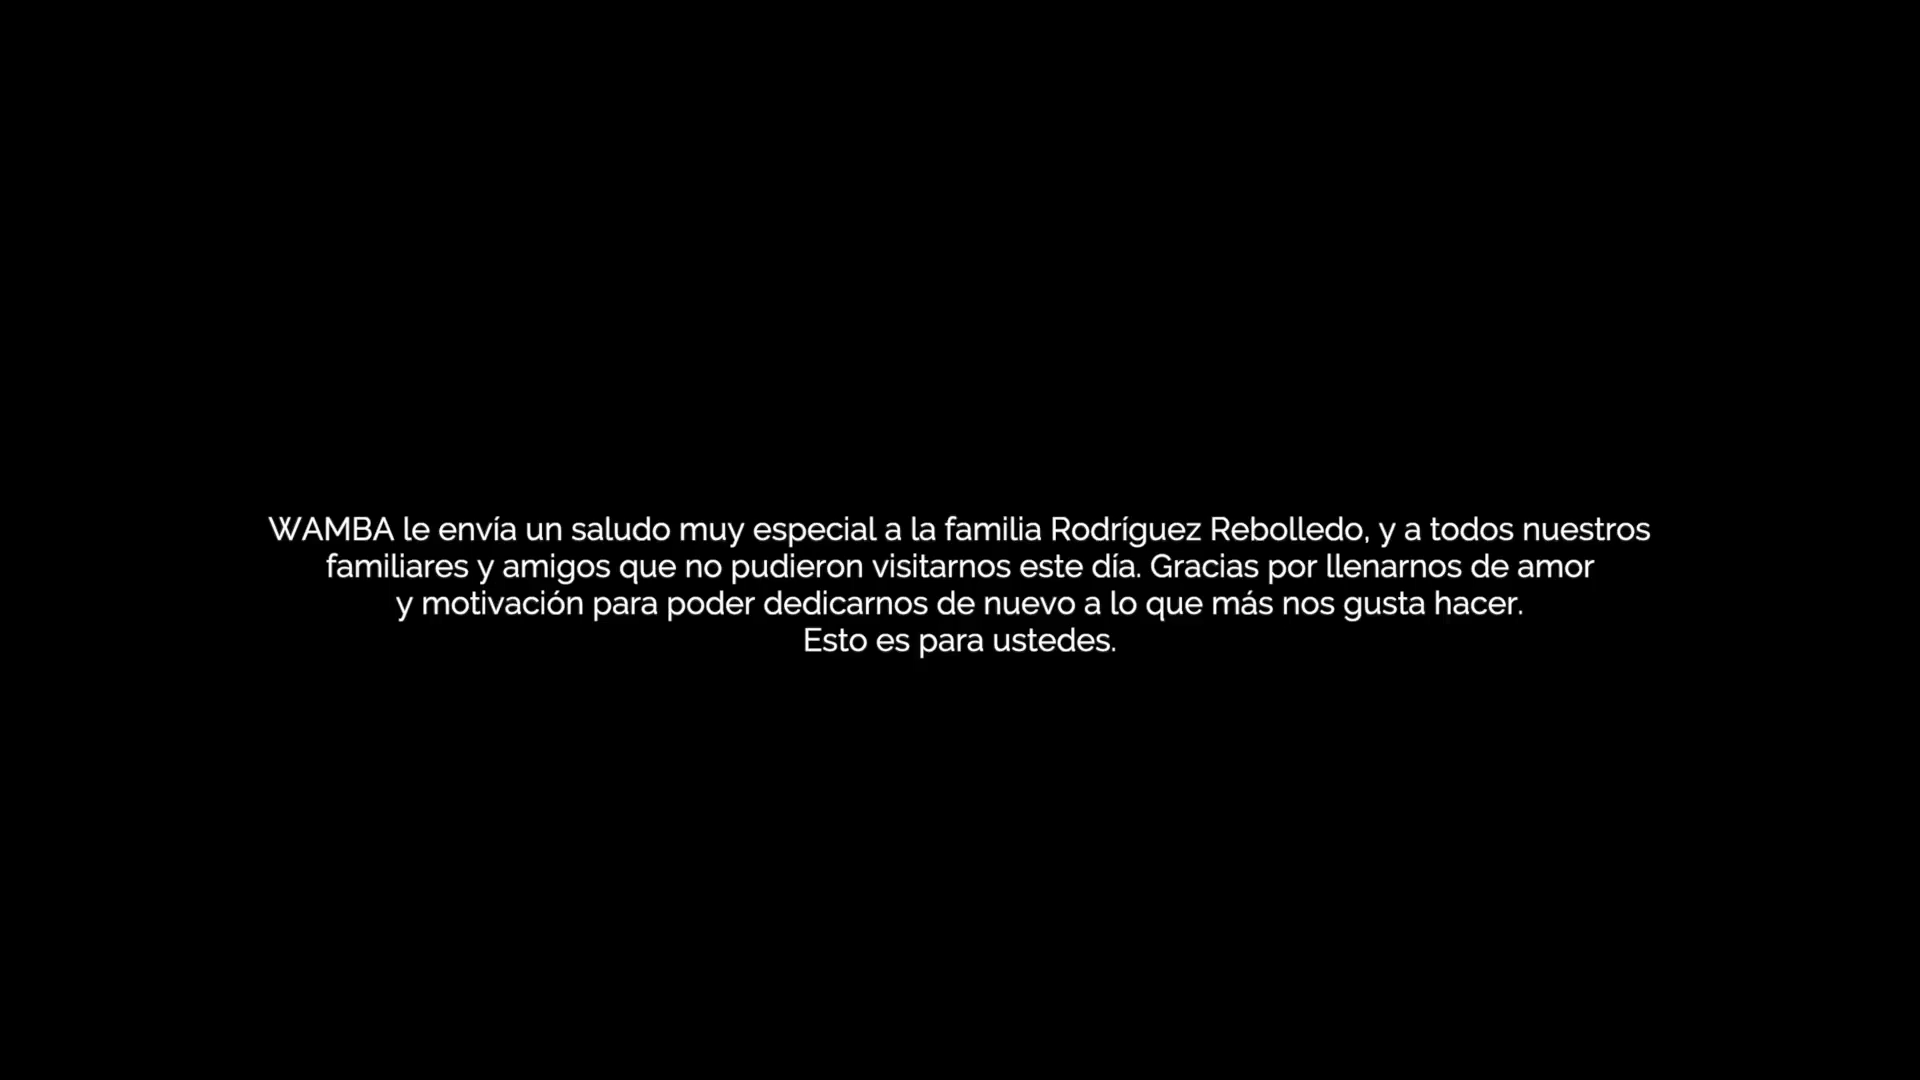 WAMBA le envía un saludo muy especial a la familia Rodríguez Rebolledo, y a todos nuestros
familiares y amigos que no pudieron visitarnos este día. Gracias por llenarnos de amor
y motivación para poder dedicarnos de nuevo a lo que más nos gusta hacer.
Esto es para ustedes.